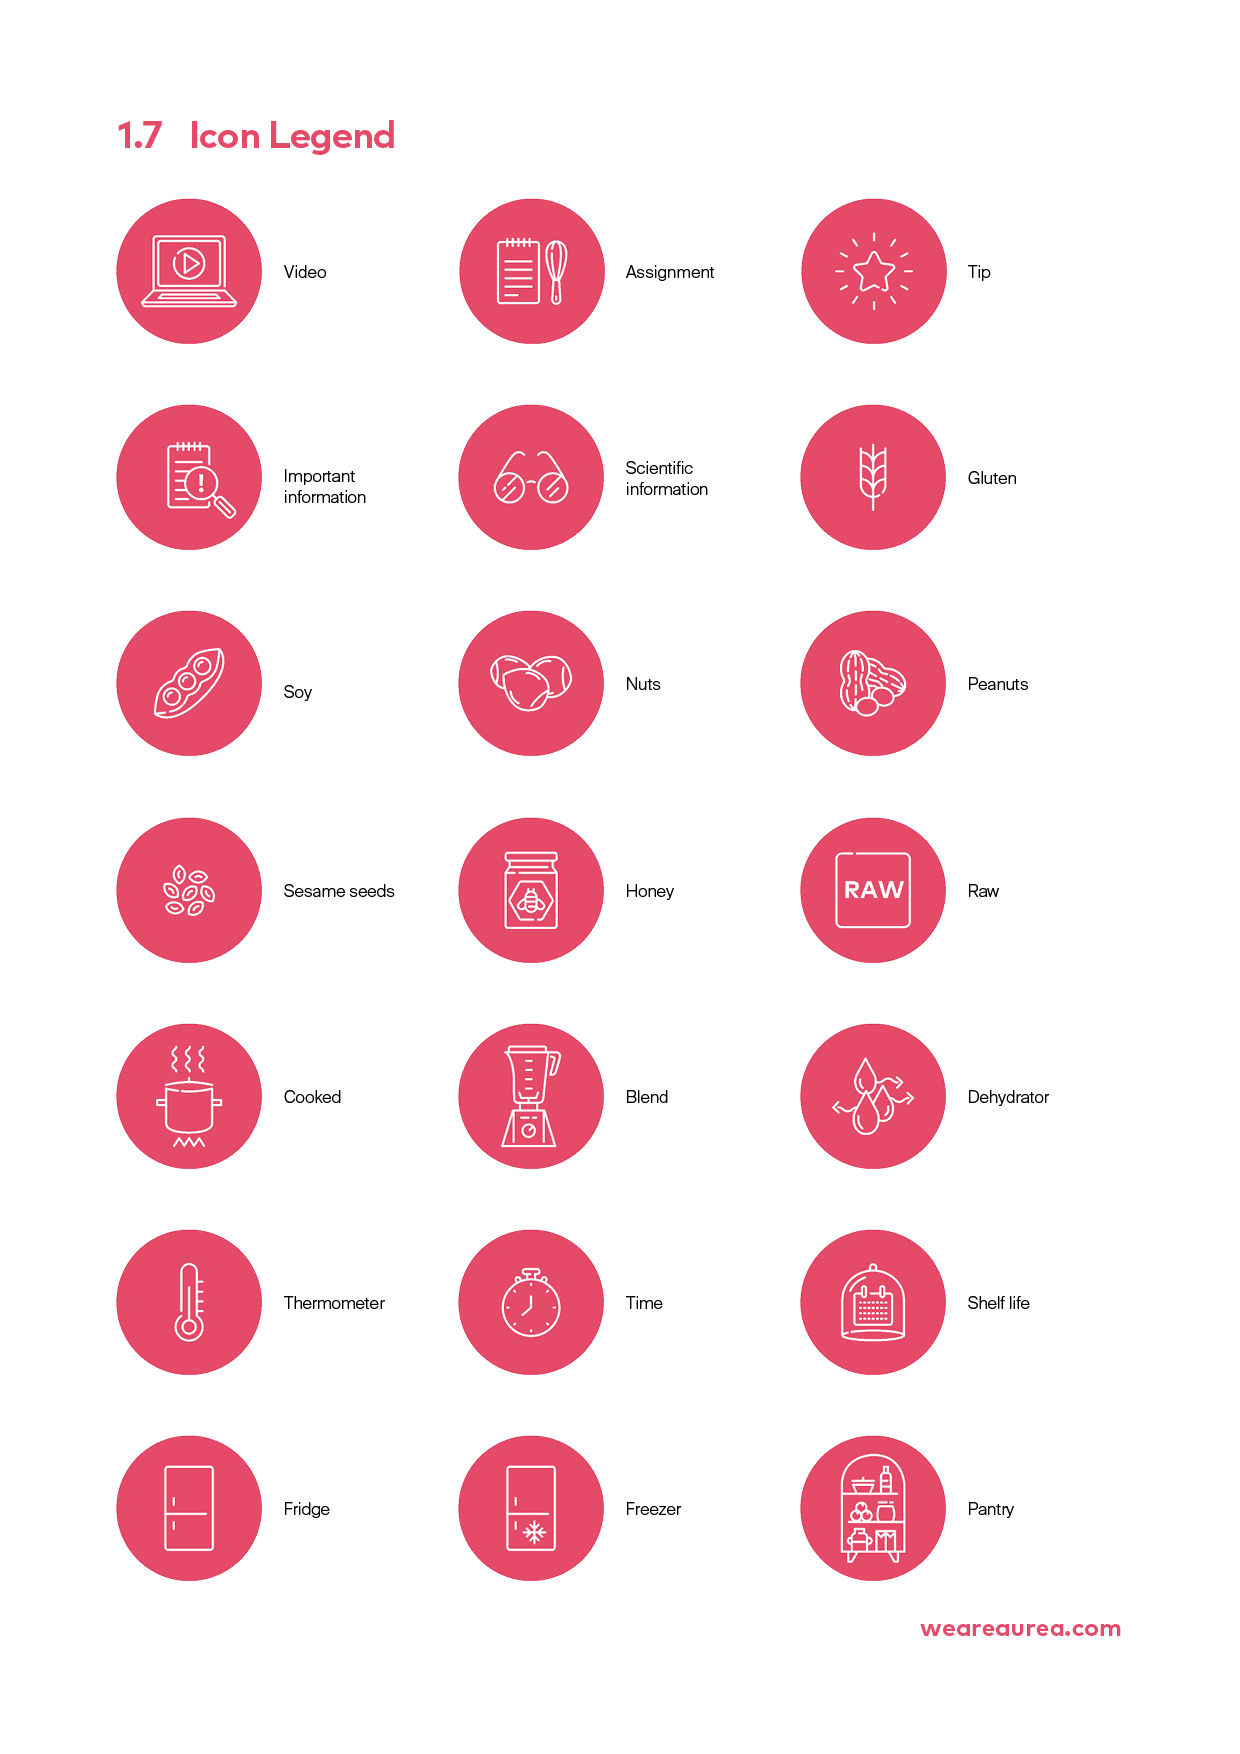 1.7 Icon Legend
Video
Assignment
Tip
Important
information
Scientific
information
Gluten
Soy
Nuts
Peanuts
Sesame seeds
Honey
RAW
Raw
Cooked
Blend
Dehydrator
Thermometer
Time
Shelf life
Fridge
Freezer
Pantry
weareaurea.com